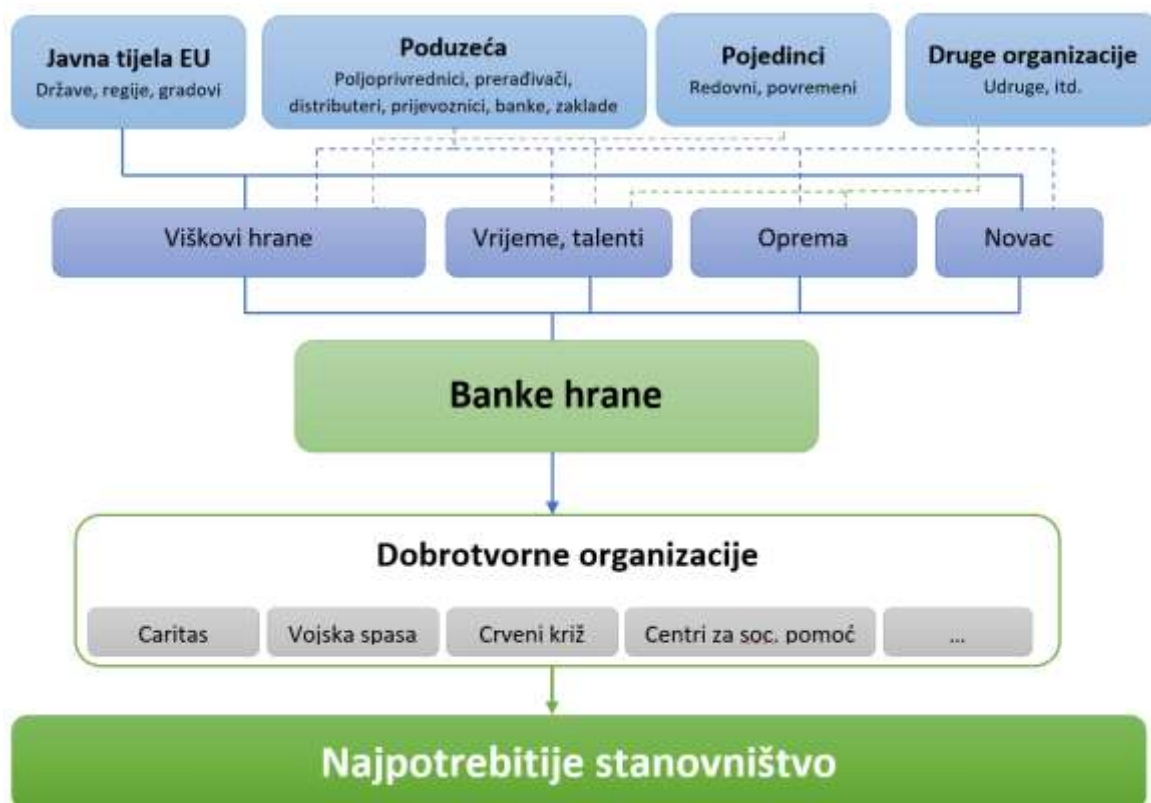 Javna tijela EU
Države, regije, gradovi
Poduzeća
Poljoprivrednici, prerađivači,
distributeri, prijevoznici, banke, zaklade
Pojedinci
Redovni, povremeni
Druge organizacije
Udruge, itd.
Viškovi hrane
Vrijeme, talenti
Oprema
Novac
Banke hrane
Dobrotvorne organizacije
Caritas
Vojska spasa
Crveni križ
Centri za soc. pomoć
...
Najpotrebitije stanovništvo